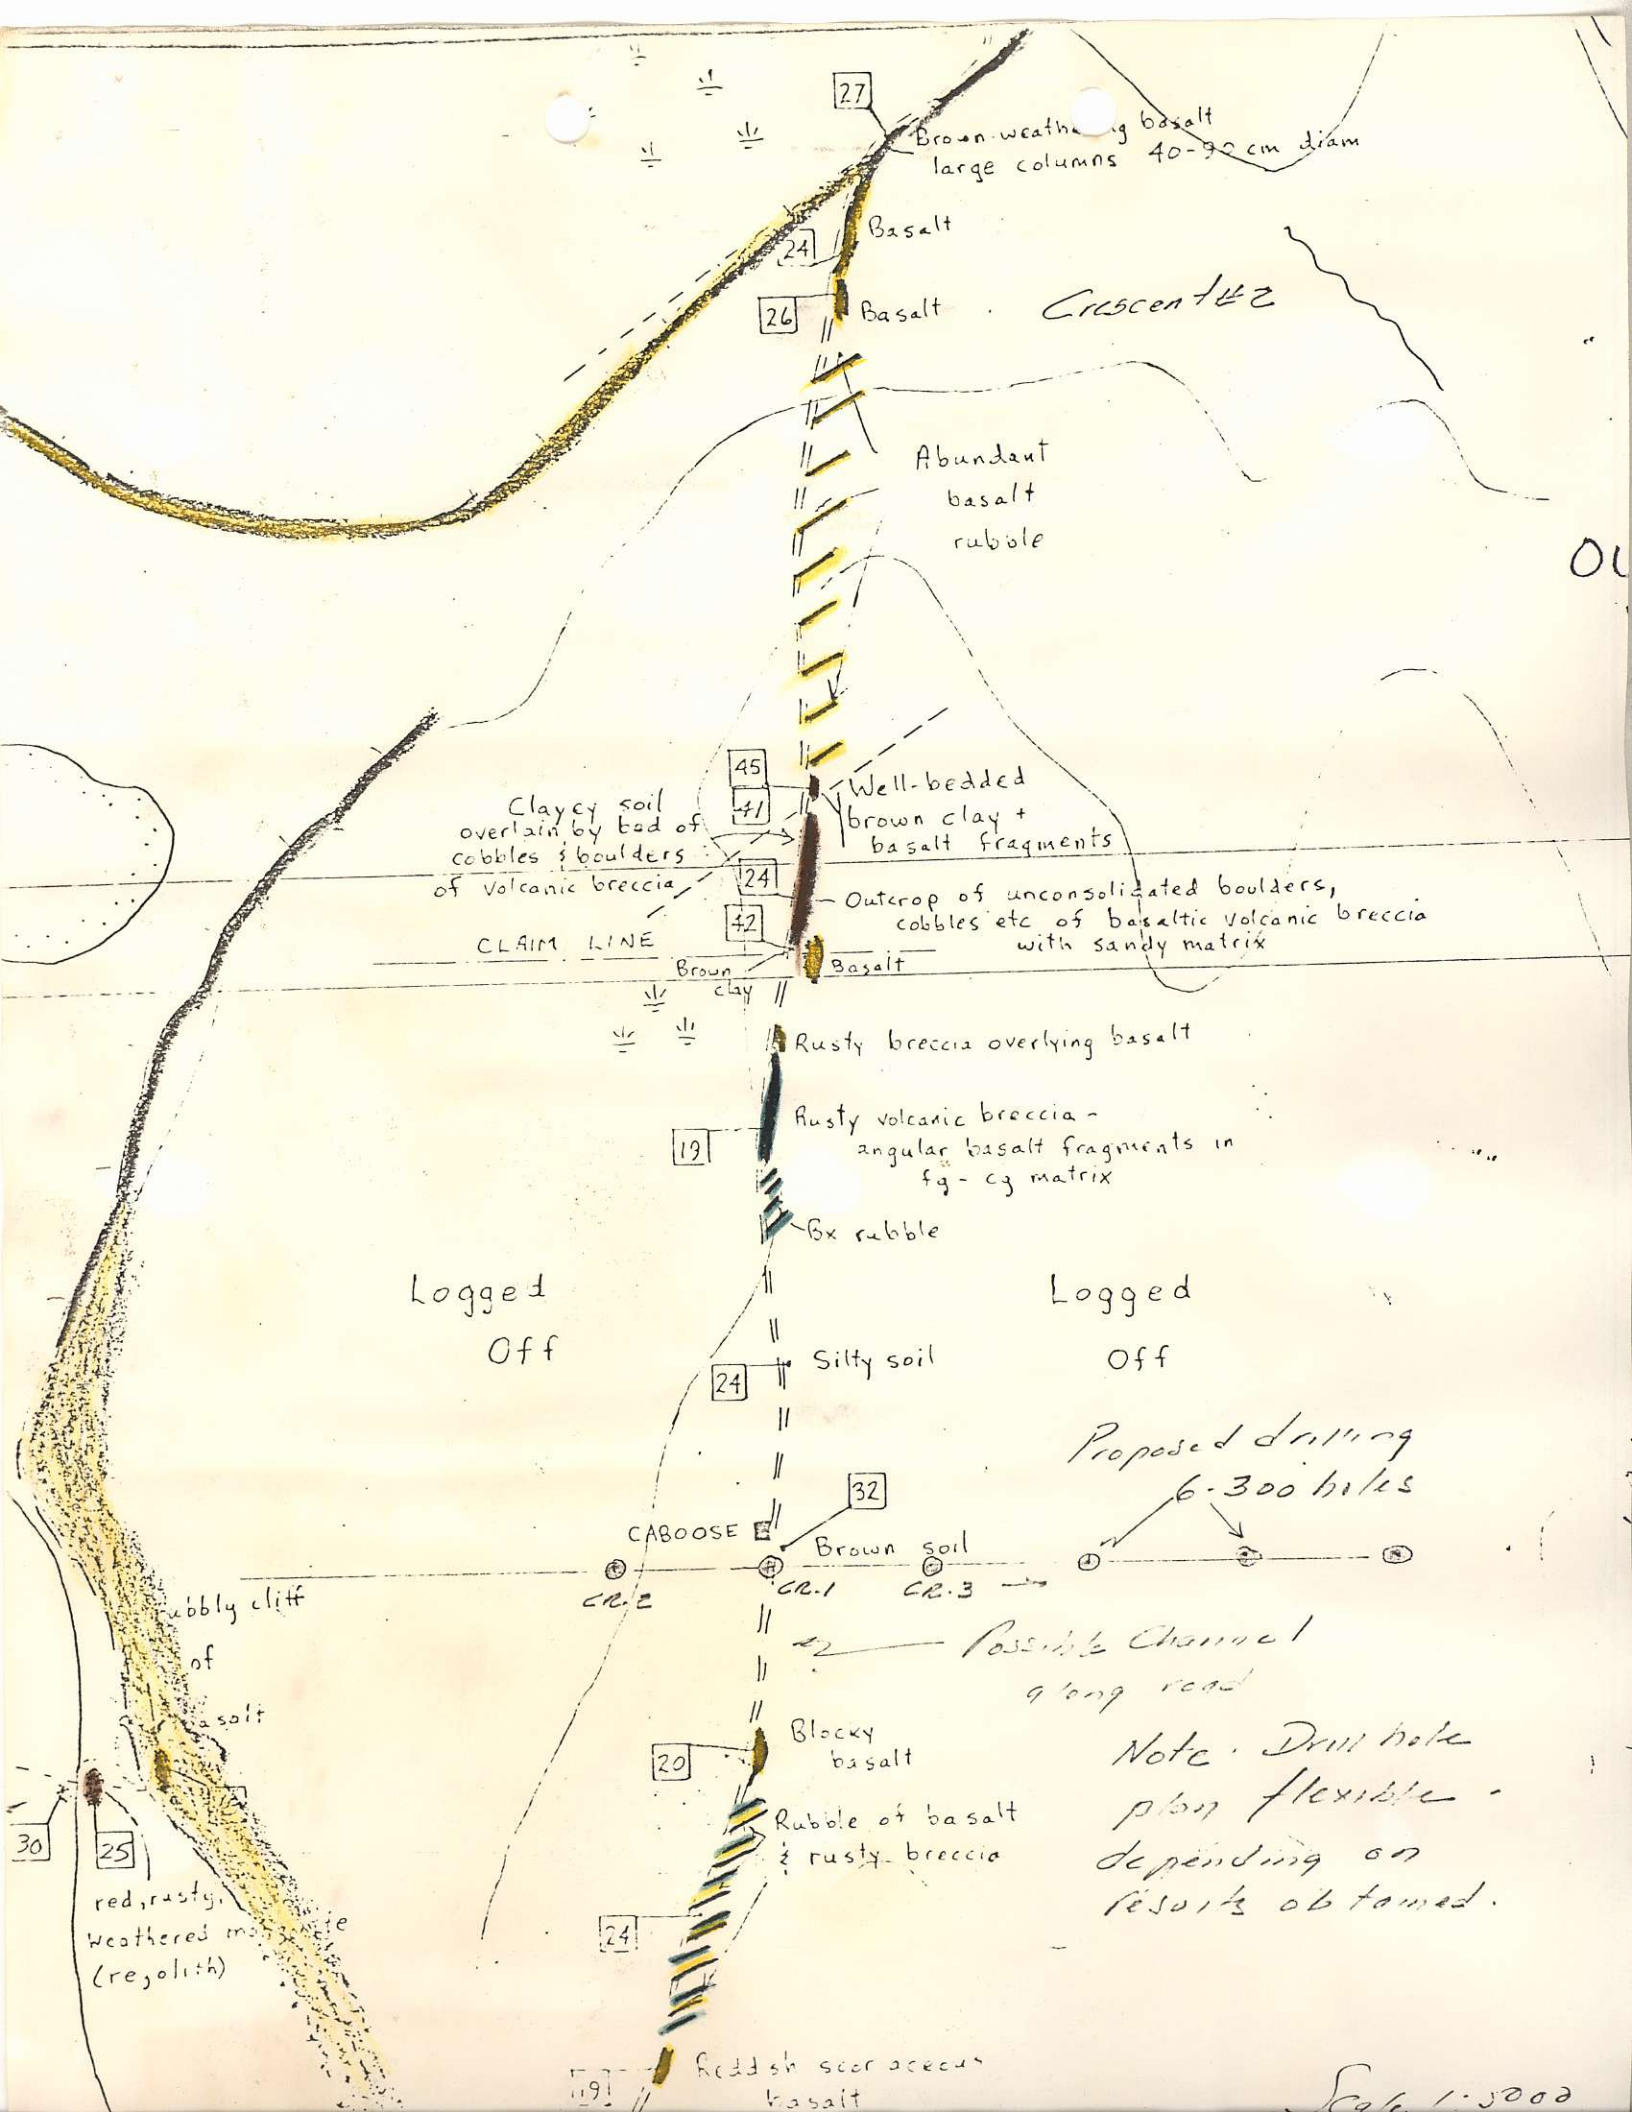 27
Brown-weathe g basalt
large columns 40-90 cm diam
24
Basalt
26
Basalt
Crescent #2
Abundant
basalt
rubble
45
41
Well-bedded
brown clay +
basalt fragments
Clayey soil
overlain by bed of
cobbles & boulders
of volcanic breccia
24
Outcrop of unconsolidated boulders,
cobbles etc of basaltic volcanic breccia
with sandy matrix
42
CLAIM LINE
Brown
clay
Basalt
Rusty breccia overlying basalt
Rusty volcanic breccia -
angular basalt fragments in
fg - cg matrix
19
Bx rubble
Logged
Off
Logged
Off
24
Silty soil
Proposed drilling
6-300 holes
32
CABOOSE
Brown soil
CR.2
CR.1
CR.3
ubbly cliff
of
asalt
Possible Channel
along road
20
Blocky
basalt
Note. Drill hole
plan flexible -
depending on
results obtained.
Rubble of basalt
& rusty breccia
30
25
red, rusty,
weathered
(regolith)
24
19
Reddish scoraceous
basalt
Scale 1:5000